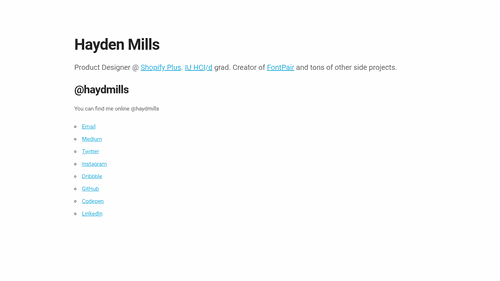 Hayden Mills
Product Designer @ Shopify Plus. IU HCI/d grad. Creator of FontPair and tons of other side projects.
@haydmills
You can find me online @haydmills
Email
Medium
Twitter
Instagram
Dribbble
GitHub
Codepen
LinkedIn